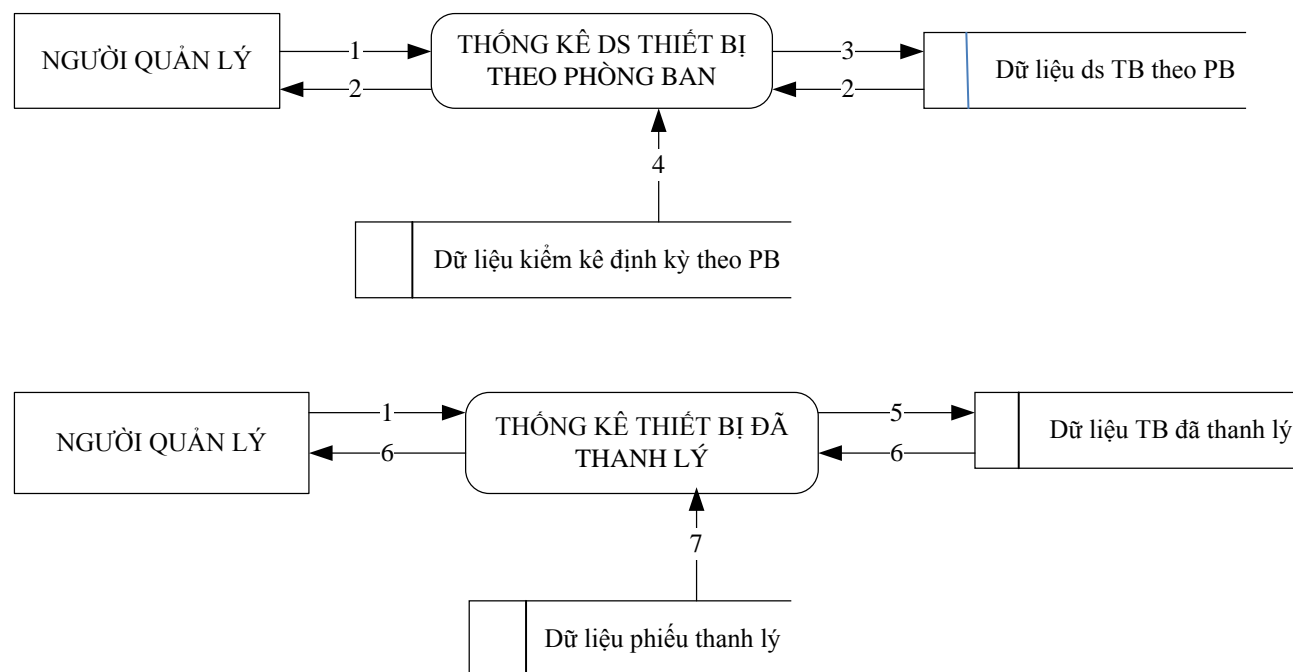 NGƯỜI QUẢN LÝ
1
2
THỐNG KÊ DS THIẾT BỊ
THEO PHÒNG BAN
3
2
Dữ liệu ds TB theo PB
4
Dữ liệu kiểm kê định kỳ theo PB
NGƯỜI QUẢN LÝ
1
6
THỐNG KÊ THIẾT BỊ ĐÃ
THANH LÝ
5
6
Dữ liệu TB đã thanh lý
7
Dữ liệu phiếu thanh lý